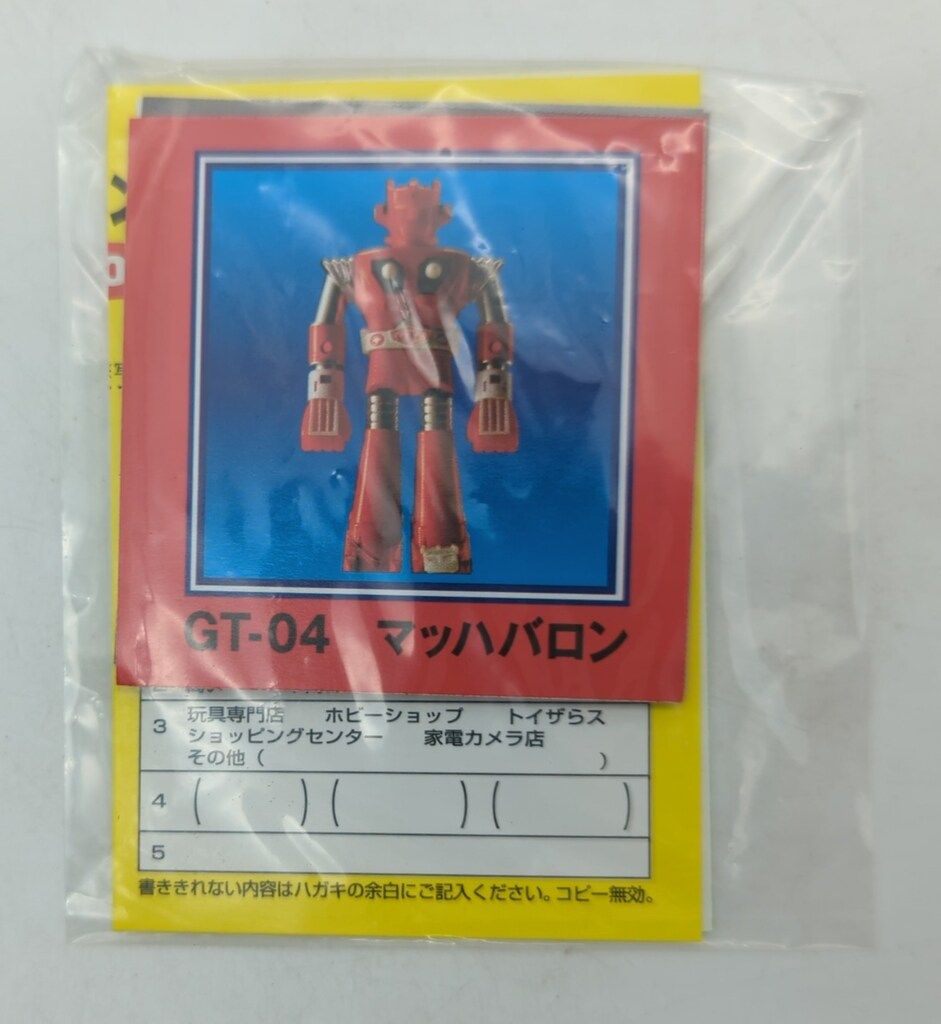 GT-04 マッハバロン
3 玩具専門店 ホビーショップ トイザらス
ショッピングセンター 家電カメラ店
その他 ( )
4 ( ) ( ) ( )
5
書ききれない内容はハガキの余白にご記入ください。コピー無効。